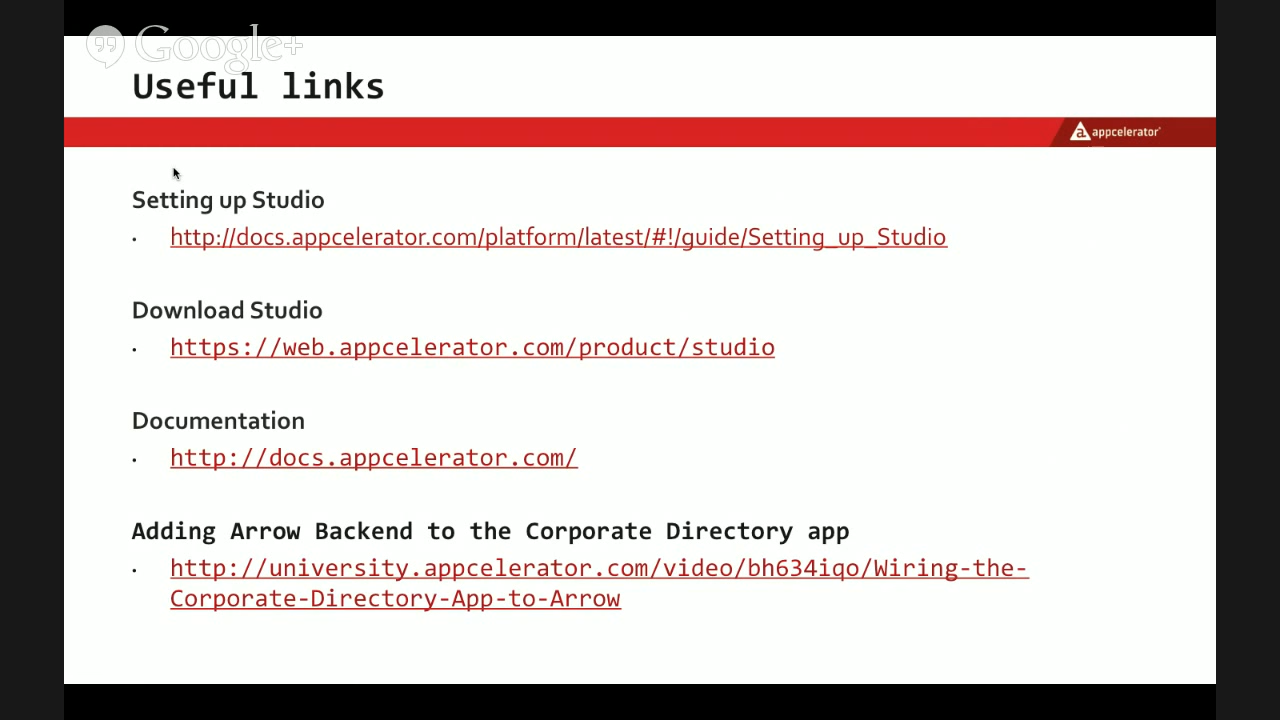 Google+
Useful links
appcelerator
Setting up Studio
• http://docs.appcelerator.com/platform/latest/#!/guide/Setting_up_Studio
Download Studio
• https://web.appcelerator.com/product/studio
Documentation
• http://docs.appcelerator.com/
Adding Arrow Backend to the Corporate Directory app
• http://university.appcelerator.com/video/bh634iqo/Wiring-the-
Corporate-Directory-App-to-Arrow